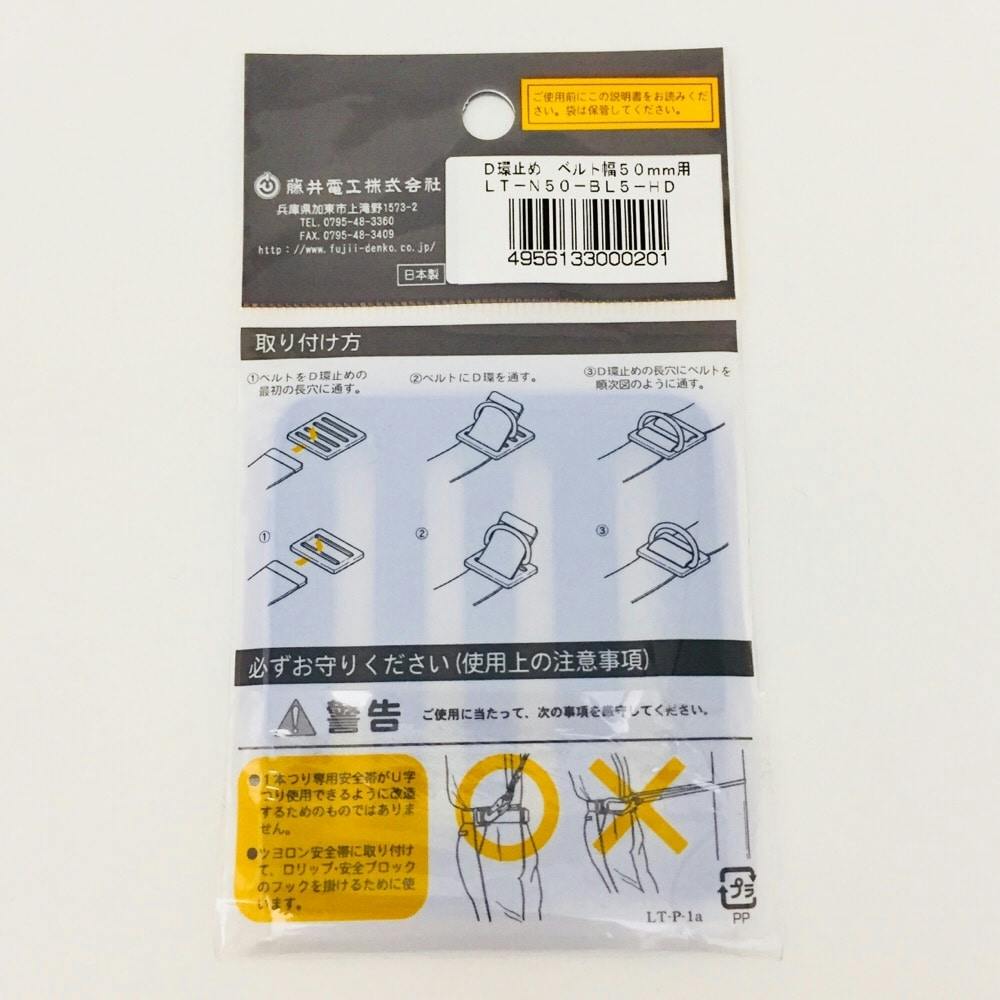 ご使用前にこの説明書をお読みくだ
さい。袋は保管してください。
D環止め ベルト幅50mm用
LT-N50-BL5-HD
4956133000201
藤井電工株式会社
兵庫県加東市上滝野1573-2
TEL. 0795-48-3360
FAX. 0795-48-3409
http://www.fujii-denko.co.jp/
日本製
取り付け方
①ベルトをD環止めの
最初の長穴に通す。
②ベルトにD環を通す。
③D環止めの長穴にベルトを
順次図のように通す。
①
②
③
必ずお守りください(使用上の注意事項)
警告
ご使用に当たって、次の事項を厳守してください。
●1本つり専用安全帯がU字
つり使用できるように改造
するためのものではありま
せん。
●ツヨロン安全帯に取り付け
て、ロリップ・安全ブロック
のフックを掛けるために使
います。
LT-P-1a
プラ
PP